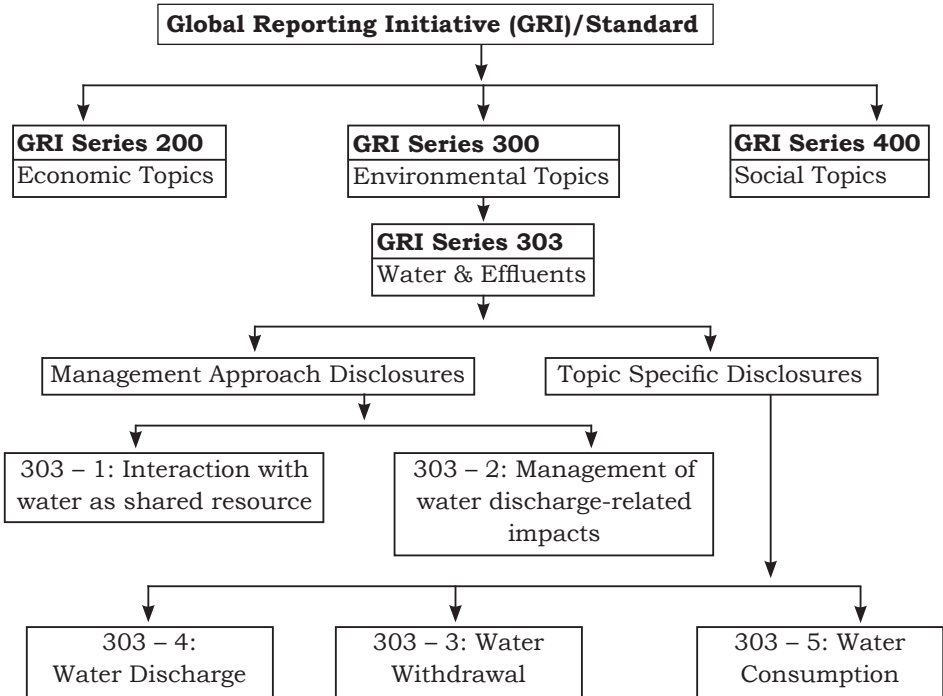 Global Reporting Initiative (GRI)/Standard
GRI Series 200
Economic Topics
GRI Series 300
Environmental Topics
GRI Series 400
Social Topics
GRI Series 303
Water & Effluents
Management Approach Disclosures
Topic Specific Disclosures
303 – 1: Interaction with
water as shared resource
303 – 2: Management of
water discharge-related
impacts
303 – 4:
Water Discharge
303 – 3: Water
Withdrawal
303 – 5: Water
Consumption